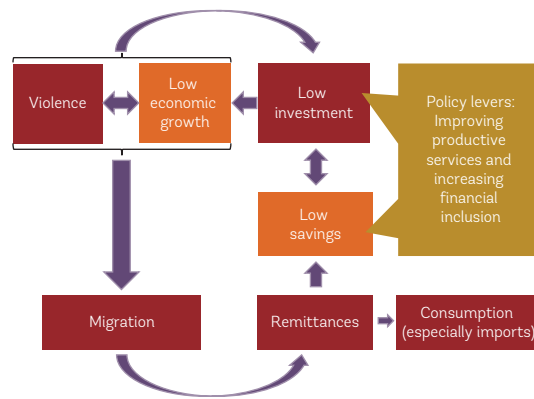 Violence
Low
economic
growth
Low
investment
Policy levers:
Improving
productive
services and
increasing
financial
inclusion
Low
savings
Migration
Remittances
Consumption
(especially imports)